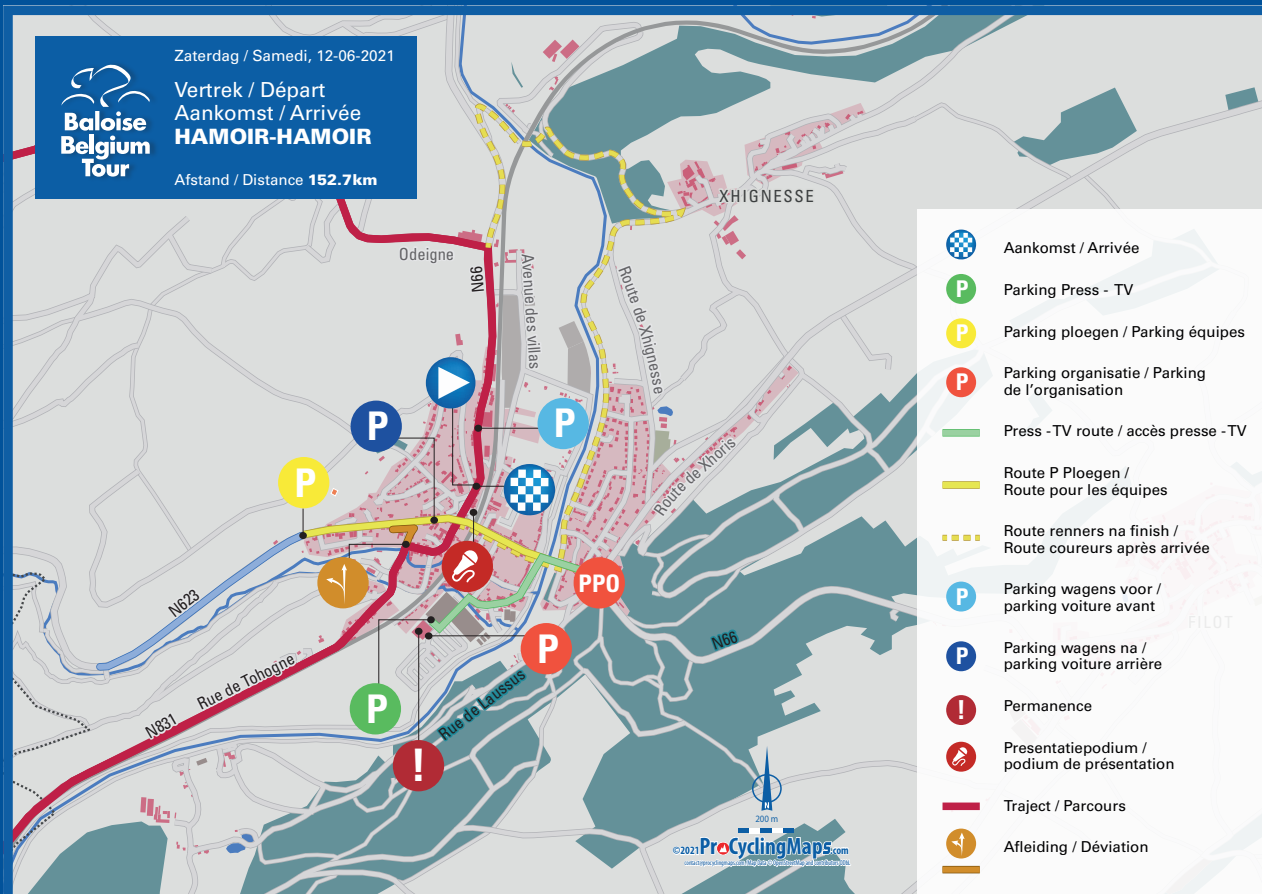 Zaterdag / Samedi, 12-06-2021
Vertrek / Départ
Aankomst / Arrivée
HAMOIR-HAMOIR
Afstand / Distance 152.7km
Baloise
Belgium
Tour
XHIGNESSE
Odeigne
N66
Avenue des villas
Route de Xhignesse
Route de Xhoris
P
P
P
P
PPO
N623
N66
P
Rue de Tohogne
N831
Rue de Laussus
P
!
FILOT
Aankomst / Arrivée
P
Parking Press - TV
P
Parking ploegen / Parking équipes
P
Parking organisatie / Parking
de l'organisation
Press - TV route / accès presse - TV
Route P Ploegen /
Route pour les équipes
Route renners na finish /
Route coureurs après arrivée
P
Parking wagens voor /
parking voiture avant
P
Parking wagens na /
parking voiture arrière
!
Permanence
Presentatiepodium /
podium de présentation
Traject / Parcours
Afleiding / Déviation
N
200 m
©2021 ProCyclingMaps.com